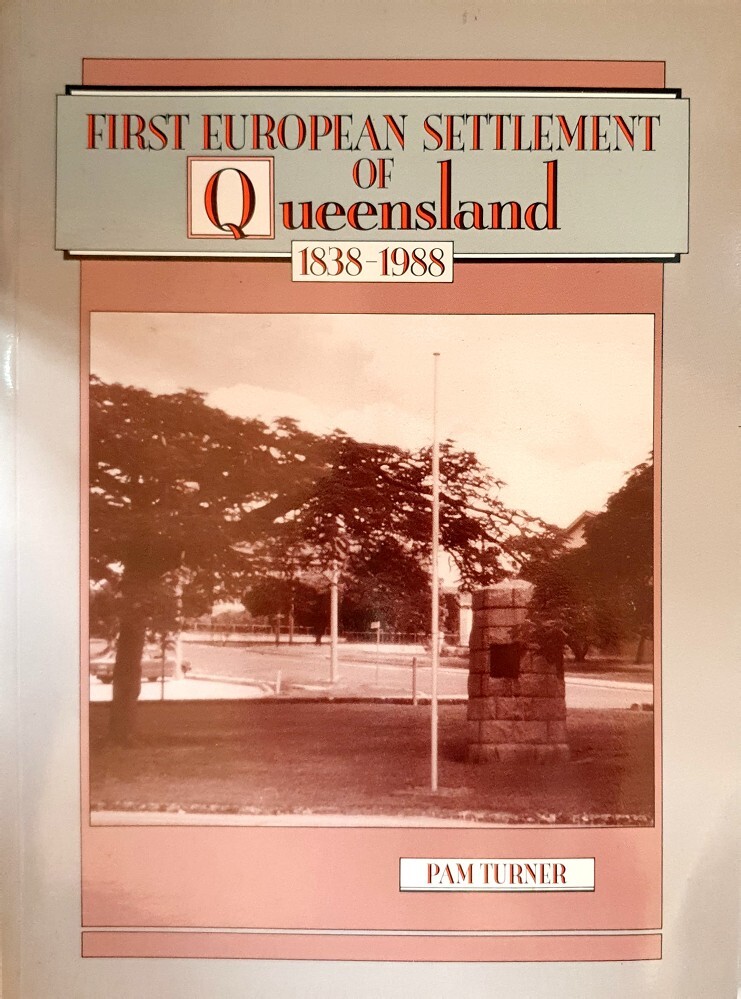 FIRST EUROPEAN SETTLEMENT
OF
Queensland
1838-1988
PAM TURNER